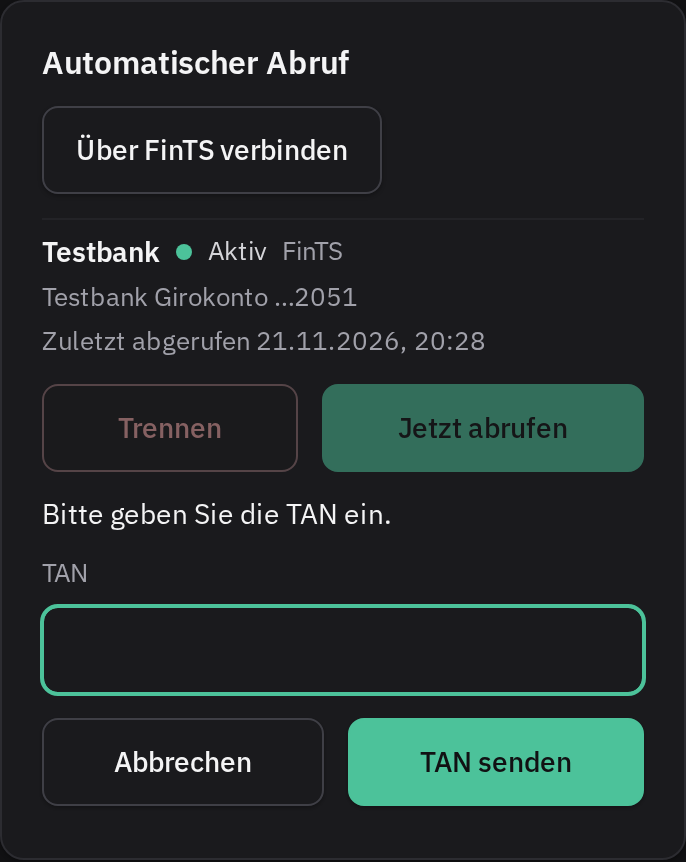 Automatischer Abruf
Über FinTS verbinden
Testbank Aktiv FinTS
Testbank Girokonto …2051
Zuletzt abgerufen 21.11.2026, 20:28
Trennen Jetzt abrufen
Bitte geben Sie die TAN ein.
TAN
Abbrechen TAN senden